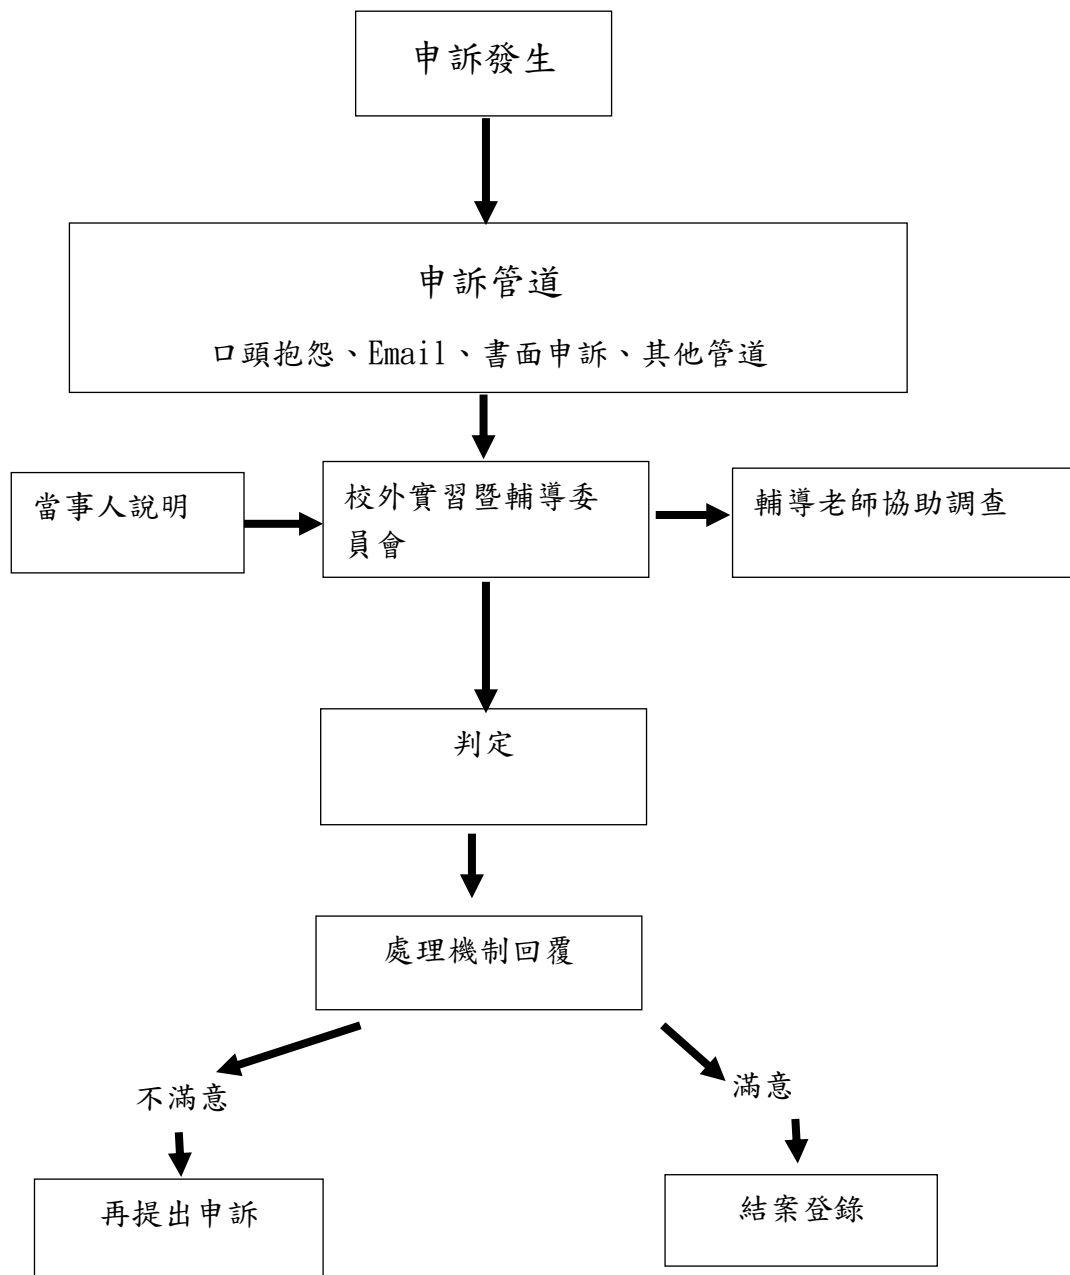 申訴發生
申訴管道
口頭抱怨、Email、書面申訴、其他管道
當事人說明
校外實習暨輔導委
員會
輔導老師協助調查
判定
處理機制回覆
不滿意
滿意
再提出申訴
結案登錄